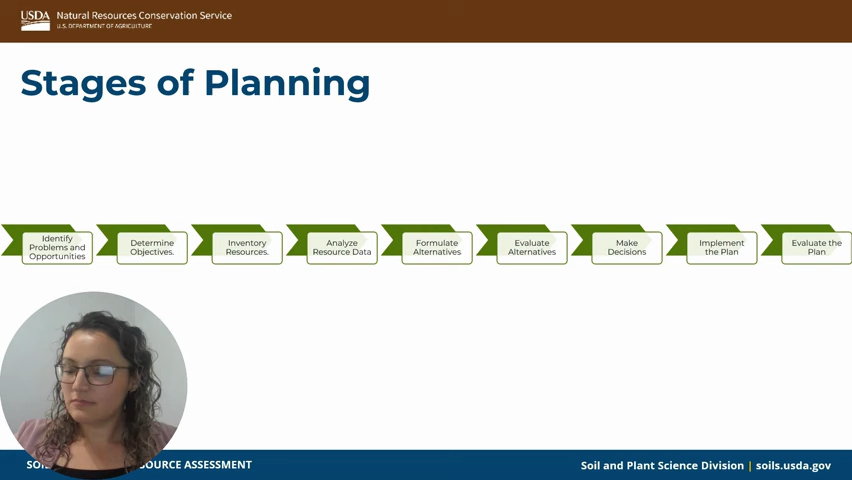 USDA
Natural Resources Conservation Service
U.S. DEPARTMENT OF AGRICULTURE
Stages of Planning
Identify
Problems and
Opportunities
Determine
Objectives.
Inventory
Resources.
Analyze
Resource Data
Formulate
Alternatives
Evaluate
Alternatives
Make
Decisions
Implement
the Plan
Evaluate the
Plan
ASSESSMENT
Soil and Plant Science Division | soils.usda.gov